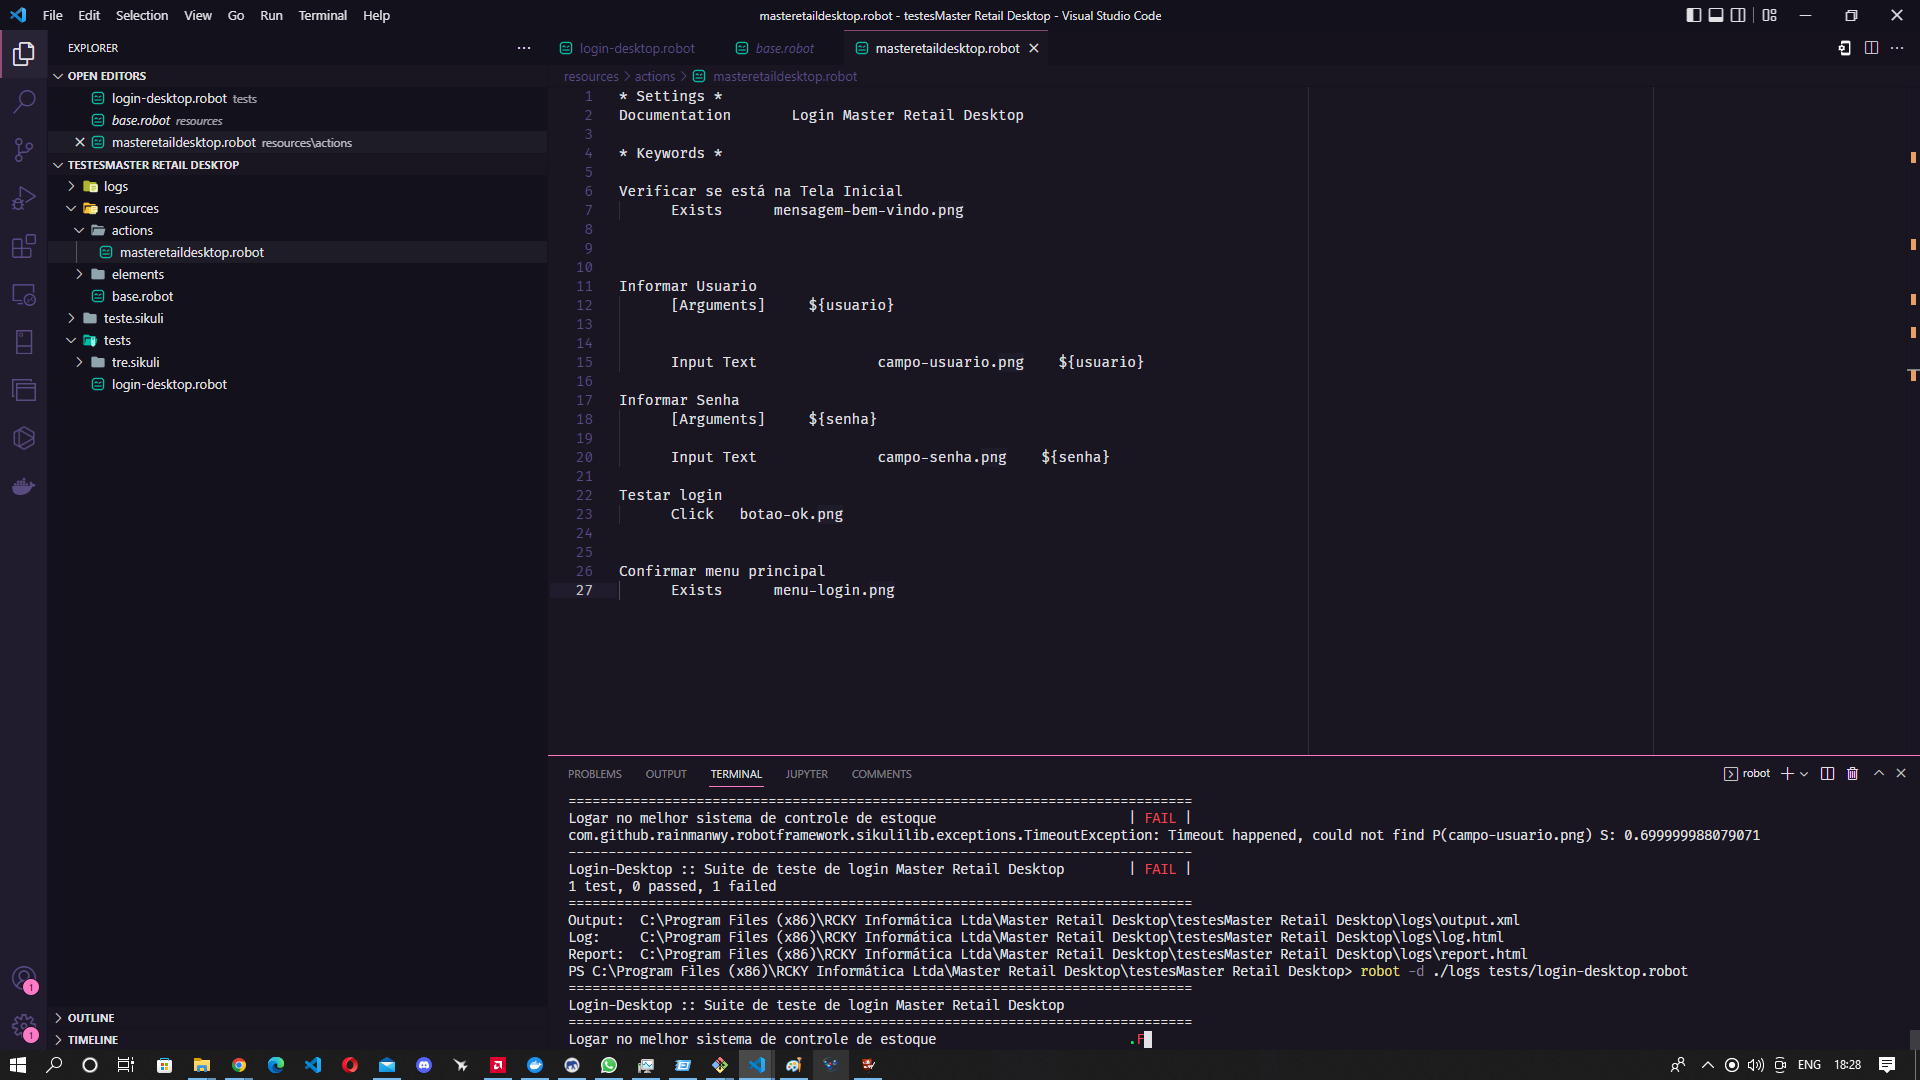 File Edit Selection View Go Run Terminal Help
masteretaildesktop.robot - testesMaster Retail Desktop - Visual Studio Code
EXPLORER
OPEN EDITORS
login-desktop.robot tests
base.robot resources
masteretaildesktop.robot resources\actions
TESTESMASTER RETAIL DESKTOP
logs
resources
actions
masteretaildesktop.robot
elements
base.robot
teste.sikuli
tests
tre.sikuli
login-desktop.robot
OUTLINE
TIMELINE
1
1
login-desktop.robot base.robot masteretaildesktop.robot
resources > actions > masteretaildesktop.robot
1 * Settings *
2 Documentation Login Master Retail Desktop
3
4 * Keywords *
5
6 Verificar se está na Tela Inicial
7 Exists mensagem-bem-vindo.png
8
9
10
11 Informar Usuario
12 [Arguments] ${usuario}
13
14
15 Input Text campo-usuario.png ${usuario}
16
17 Informar Senha
18 [Arguments] ${senha}
19
20 Input Text campo-senha.png ${senha}
21
22 Testar login
23 Click botao-ok.png
24
25
26 Confirmar menu principal
27 Exists menu-login.png
PROBLEMS OUTPUT TERMINAL JUPYTER COMMENTS
robot
==============================================================================
Logar no melhor sistema de controle de estoque | FAIL |
com.github.rainmanwy.robotframework.sikulilib.exceptions.TimeoutException: Timeout happened, could not find P(campo-usuario.png) S: 0.699999988079071
------------------------------------------------------------------------------
Login-Desktop :: Suite de teste de login Master Retail Desktop | FAIL |
1 test, 0 passed, 1 failed
==============================================================================
Output: C:\Program Files (x86)\RCKY Informática Ltda\Master Retail Desktop\testesMaster Retail Desktop\logs\output.xml
Log: C:\Program Files (x86)\RCKY Informática Ltda\Master Retail Desktop\testesMaster Retail Desktop\logs\log.html
Report: C:\Program Files (x86)\RCKY Informática Ltda\Master Retail Desktop\testesMaster Retail Desktop\logs\report.html
PS C:\Program Files (x86)\RCKY Informática Ltda\Master Retail Desktop\testesMaster Retail Desktop> robot -d ./logs tests/login-desktop.robot
==============================================================================
Login-Desktop :: Suite de teste de login Master Retail Desktop
==============================================================================
Logar no melhor sistema de controle de estoque .F
ENG 18:28